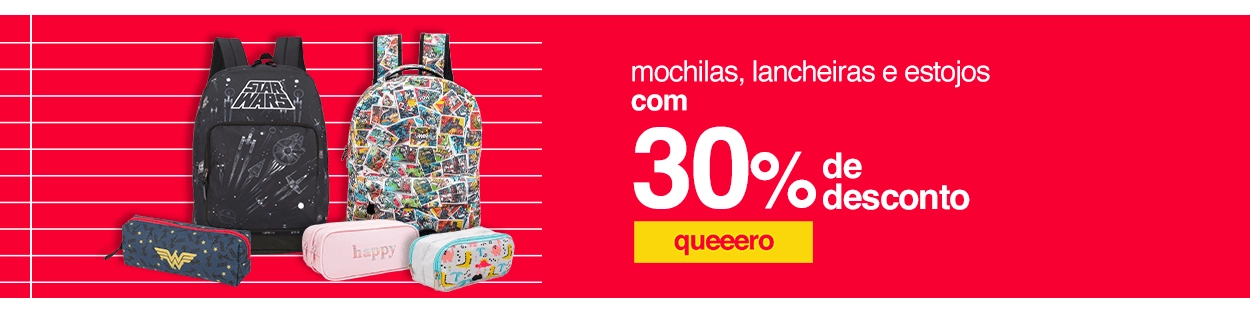 STAR
WARS
happy
mochilas, lancheiras e estojos
com
30% de
desconto
queeero